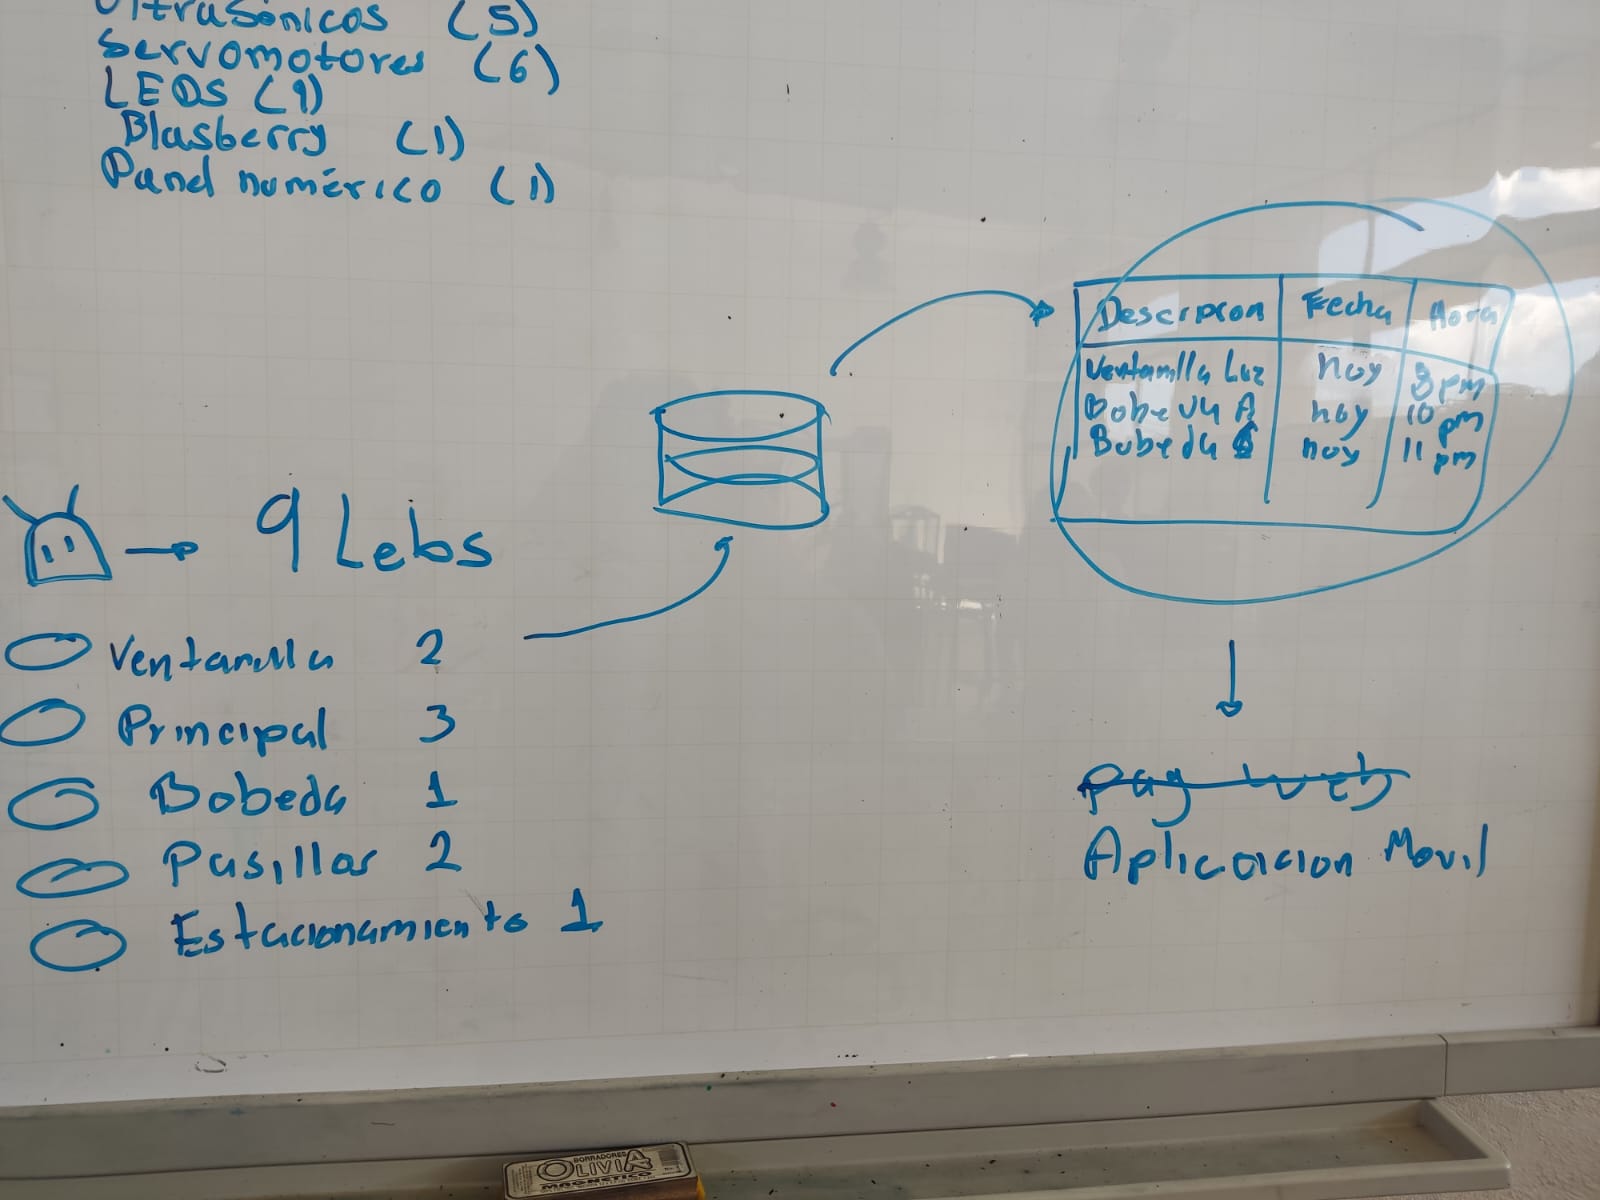 Ultrasónicos (5)
Servomotores (6)
LEDS (9)
Blasberry (1)
Panel numérico (1)
Descripcion Fecha Hora
Ventanilla Luz hoy 8 pm
Bobeda A hoy 10 pm
Bobeda hoy 11 pm
9 Lebs
Ventanilla 2
Principal 3
Bobeda 1
Pasillos 2
Estacionamiento 1
pag web
Aplicacion Movil
BORRADORES
OLIVIA
MAGNETICO